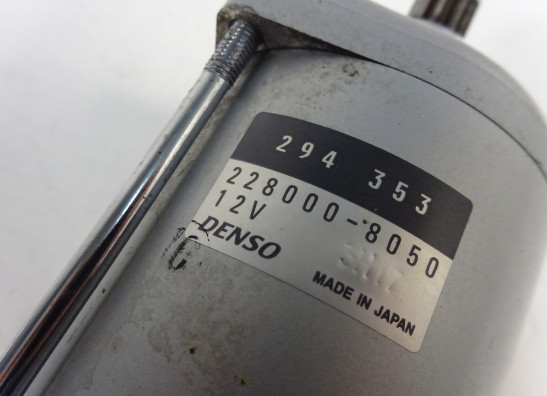 294 353
228000-8050
12V
DENSO
MADE IN JAPAN